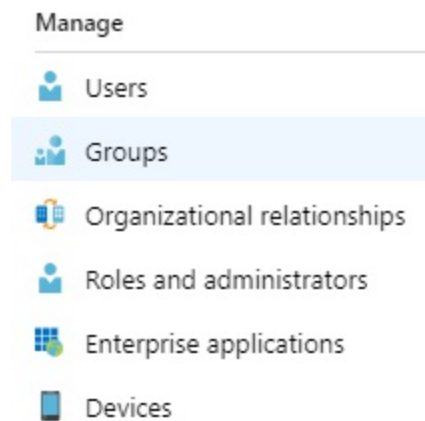 Manage
Users
Groups
Organizational relationships
Roles and administrators
Enterprise applications
Devices